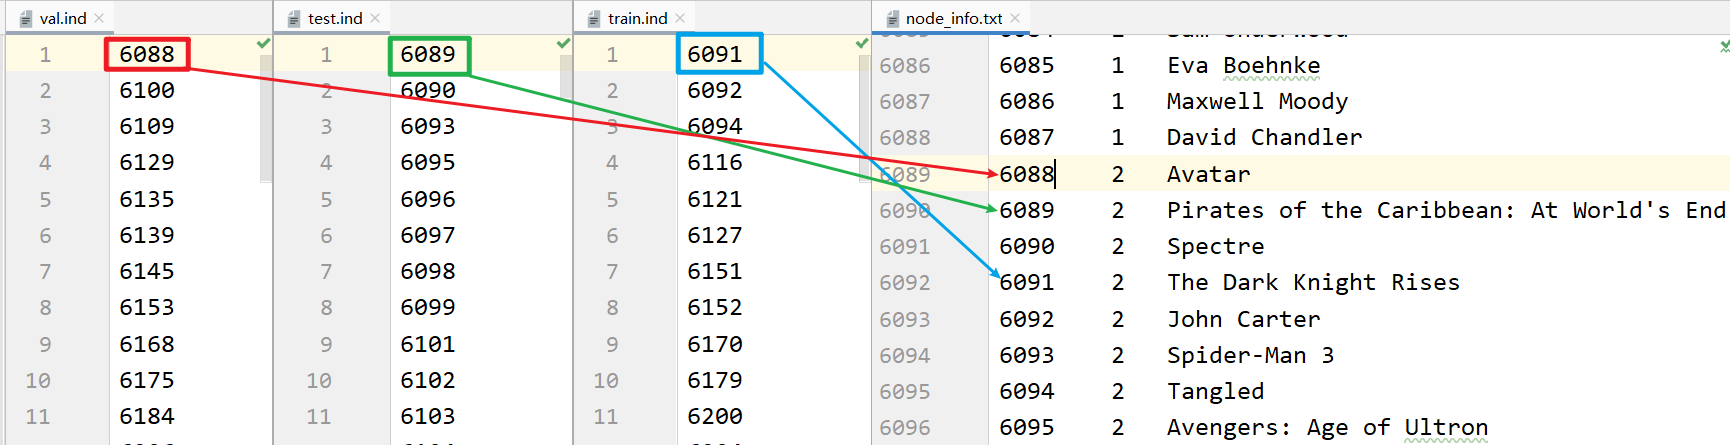 val.ind
test.ind
train.ind
node_info.txt
1 6088
2 6100
3 6109
4 6129
5 6135
6 6139
7 6145
8 6153
9 6168
10 6175
11 6184
1 6089
2 6090
3 6093
4 6095
5 6096
6 6097
7 6098
8 6099
9 6101
10 6102
11 6103
1 6091
2 6092
3 6094
4 6116
5 6121
6 6127
7 6151
8 6152
9 6170
10 6179
11 6200
6086 6085 1 Eva Boehnke
6087 6086 1 Maxwell Moody
6088 6087 1 David Chandler
6089 6088 2 Avatar
6090 6089 2 Pirates of the Caribbean: At World's End
6091 6090 2 Spectre
6092 6091 2 The Dark Knight Rises
6093 6092 2 John Carter
6094 6093 2 Spider-Man 3
6095 6094 2 Tangled
6096 6095 2 Avengers: Age of Ultron